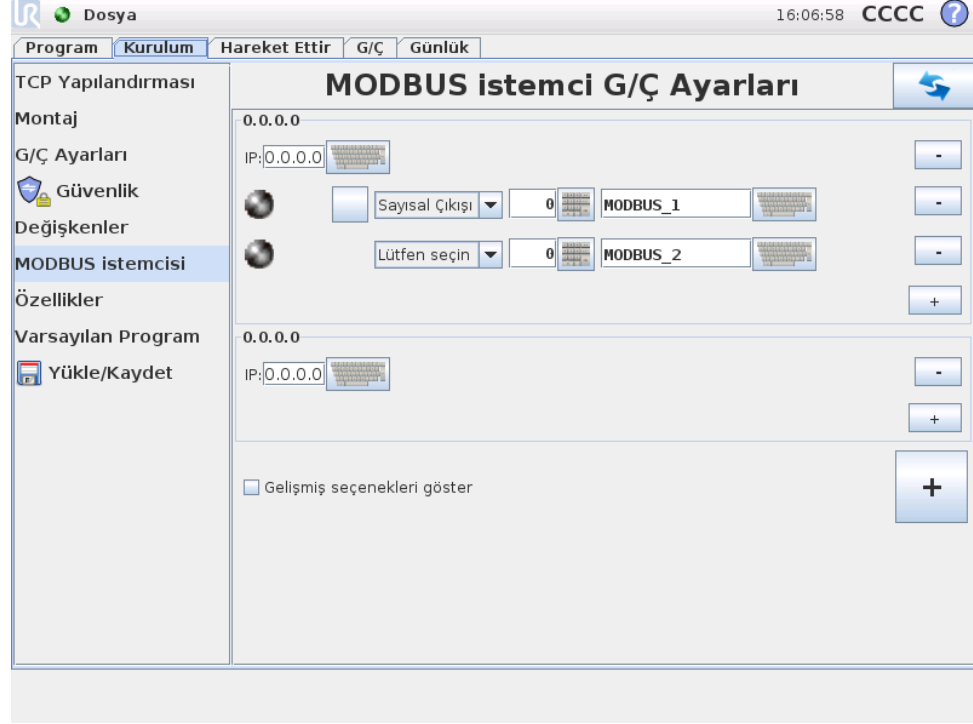 UR Dosya 16:06:58 CCCC ?
Program Kurulum Hareket Ettir G/Ç Günlük
TCP Yapılandırması
Montaj
G/Ç Ayarları
Güvenlik
Değişkenler
MODBUS istemcisi
Özellikler
Varsayılan Program
Yükle/Kaydet
MODBUS istemci G/Ç Ayarları
0.0.0.0
IP: 0.0.0.0 -
Sayısal Çıkışı 0 MODBUS_1 -
Lütfen seçin 0 MODBUS_2 -
+
0.0.0.0
IP: 0.0.0.0 -
+
Gelişmiş seçenekleri göster +